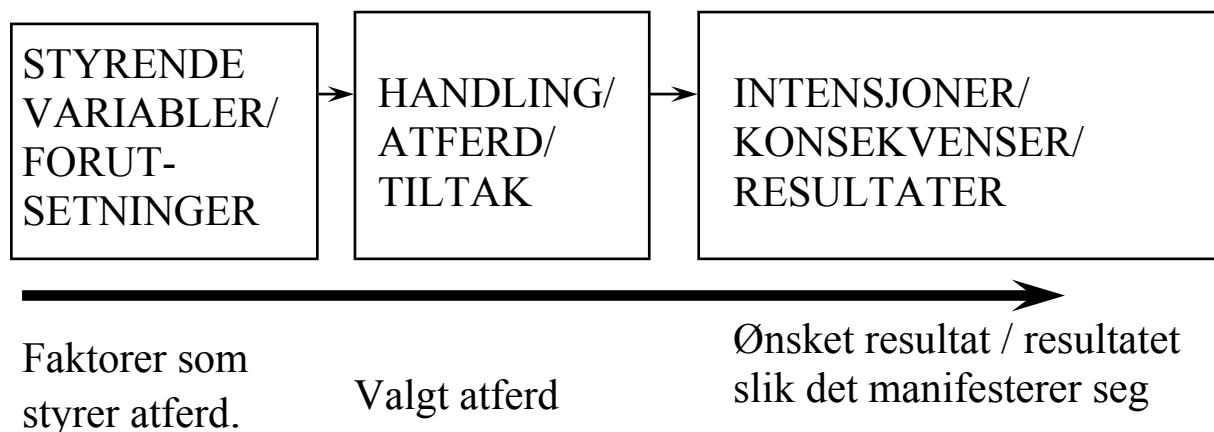 STYRENDE
VARIABLER/
FORUT-
SETNINGER
HANDLING/
ATFERD/
TILTAK
INTENSJONER/
KONSEKVENSER/
RESULTATER
Faktorer som
styrer atferd.
Valgt atferd
Ønsket resultat / resultatet
slik det manifesterer seg